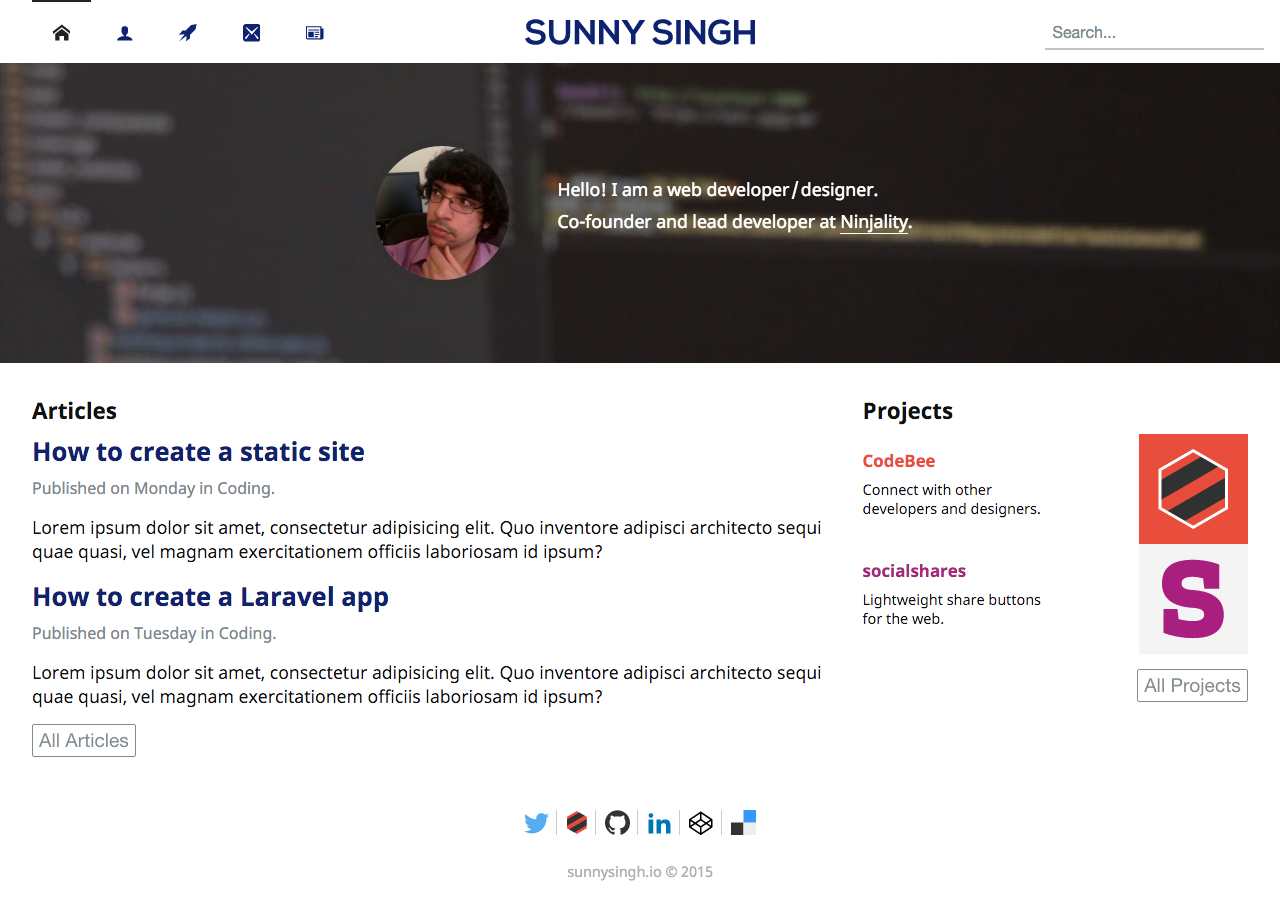 SUNNY SINGH
Search...
Hello! I am a web developer/designer.
Co-founder and lead developer at Ninjality.
Articles
How to create a static site
Published on Monday in Coding.
Lorem ipsum dolor sit amet, consectetur adipisicing elit. Quo inventore adipisci architecto sequi
quae quasi, vel magnam exercitationem officiis laboriosam id ipsum?
How to create a Laravel app
Published on Tuesday in Coding.
Lorem ipsum dolor sit amet, consectetur adipisicing elit. Quo inventore adipisci architecto sequi
quae quasi, vel magnam exercitationem officiis laboriosam id ipsum?
All Articles
Projects
CodeBee
Connect with other
developers and designers.
socialshares
Lightweight share buttons
for the web.
S
All Projects
in
sunnysingh.io © 2015